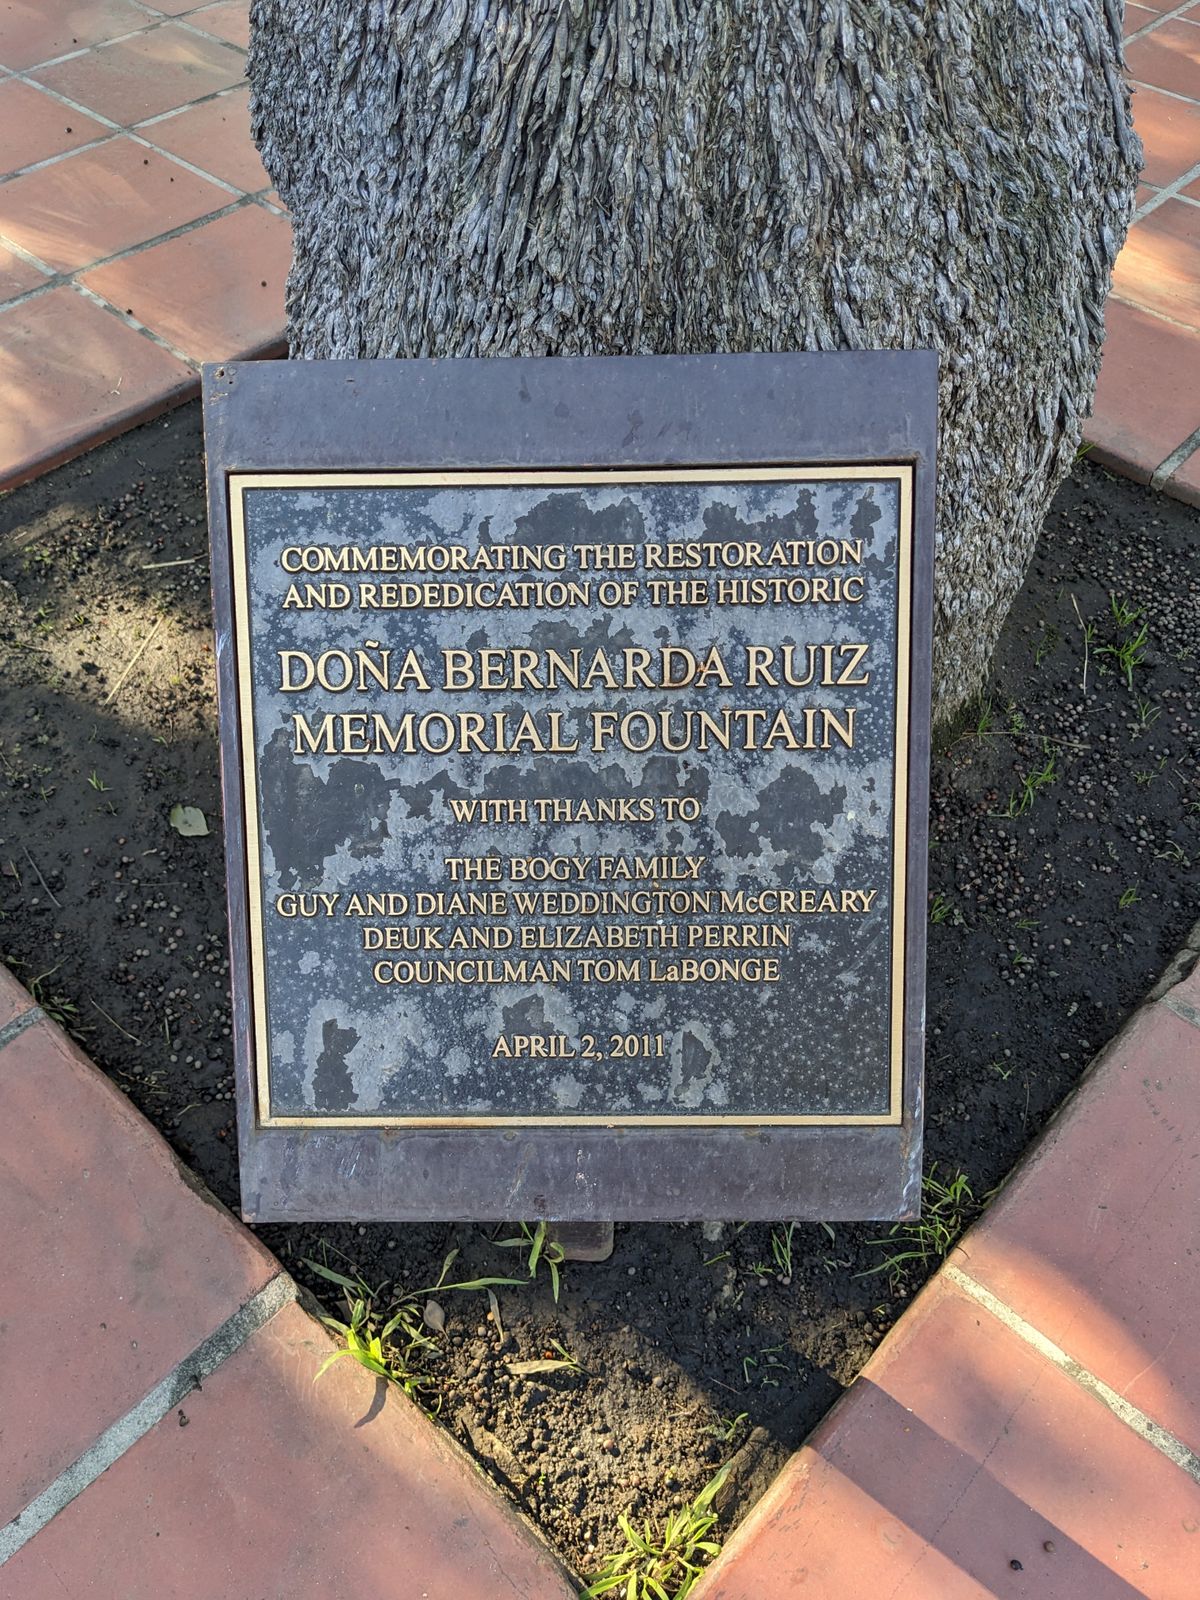 COMMEMORATING THE RESTORATION
AND REDEDICATION OF THE HISTORIC
DOÑA BERNARDA RUIZ
MEMORIAL FOUNTAIN
WITH THANKS TO
THE BOGY FAMILY
GUY AND DIANE WEDDINGTON McCREARY
DEUK AND ELIZABETH PERRIN
COUNCILMAN TOM LaBONGE
APRIL 2, 2011